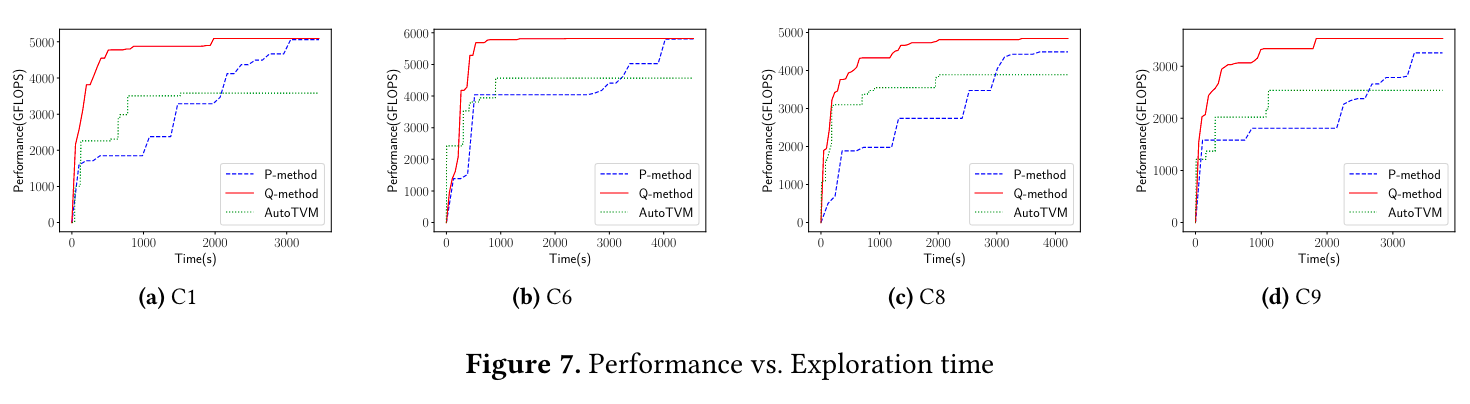 Performance(GFLOPS)
5000
4000
3000
2000
1000
0
P-method
Q-method
AutoTVM
0 1000 2000 3000
Time(s)
(a) C1
Performance(GFLOPS)
6000
5000
4000
3000
2000
1000
0
P-method
Q-method
AutoTVM
0 1000 2000 3000 4000
Time(s)
(b) C6
Performance(GFLOPS)
5000
4000
3000
2000
1000
0
P-method
Q-method
AutoTVM
0 1000 2000 3000 4000
Time(s)
(c) C8
Performance(GFLOPS)
3000
2000
1000
0
P-method
Q-method
AutoTVM
0 1000 2000 3000
Time(s)
(d) C9
Figure 7. Performance vs. Exploration time